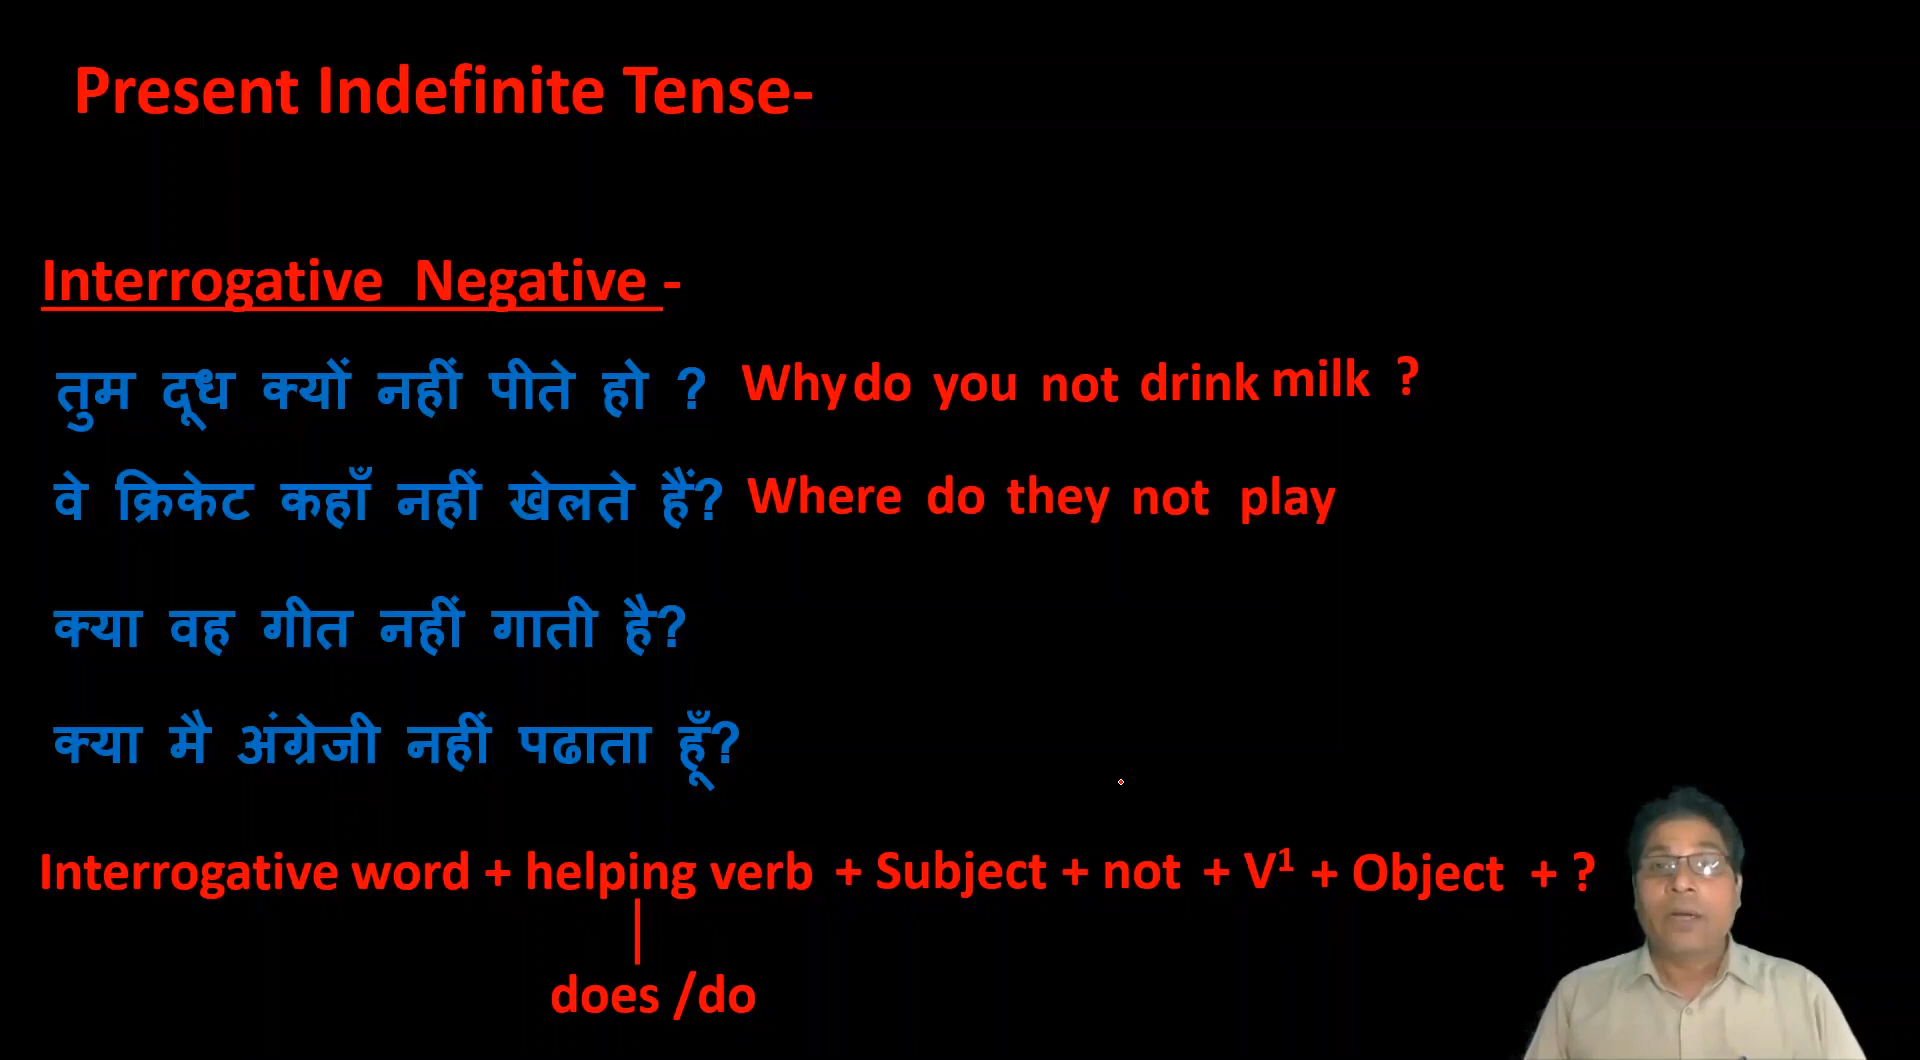 Present Indefinite Tense-
Interrogative Negative -
तुम दूध क्यों नहीं पीते हो ? Why do you not drink milk ?
वे क्रिकेट कहाँ नहीं खेलते हैं? Where do they not play
क्या वह गीत नहीं गाती है?
क्या मै अंग्रेजी नहीं पढाता हूँ?
Interrogative word + helping verb + Subject + not + V¹ + Object + ?
does /do